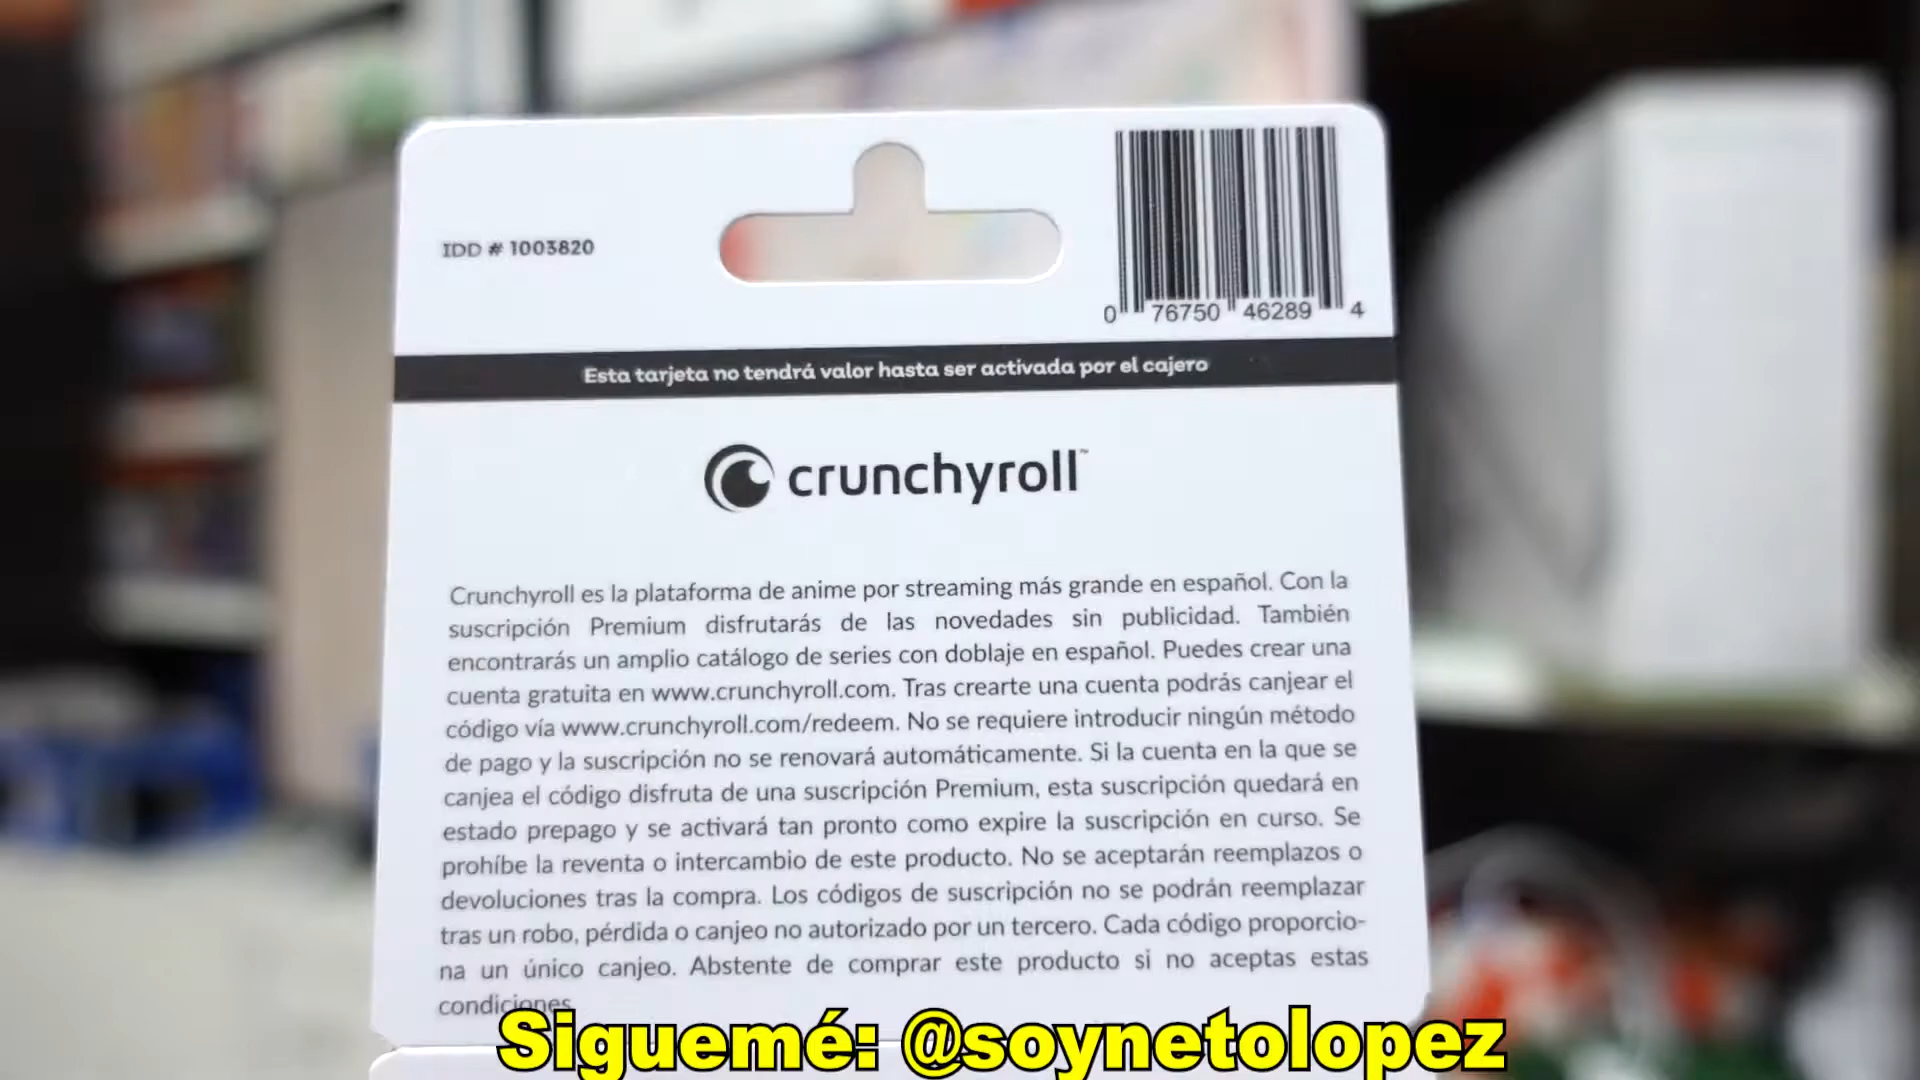 IDD # 1003820
0 76750 46289 4
Esta tarjeta no tendrá valor hasta ser activada por el cajero
crunchyroll™
Crunchyroll es la plataforma de anime por streaming más grande en español. Con la
suscripción Premium disfrutarás de las novedades sin publicidad. También
encontrarás un amplio catálogo de series con doblaje en español. Puedes crear una
cuenta gratuita en www.crunchyroll.com. Tras crearte una cuenta podrás canjear el
código vía www.crunchyroll.com/redeem. No se requiere introducir ningún método
de pago y la suscripción no se renovará automáticamente. Si la cuenta en la que se
canjea el código disfruta de una suscripción Premium, esta suscripción quedará en
estado prepago y se activará tan pronto como expire la suscripción en curso. Se
prohíbe la reventa o intercambio de este producto. No se aceptarán reemplazos o
devoluciones tras la compra. Los códigos de suscripción no se podrán reemplazar
tras un robo, pérdida o canjeo no autorizado por un tercero. Cada código proporcio-
na un único canjeo. Abstente de comprar este producto si no aceptas estas
condiciones.
Siguemé: @soynetolopez